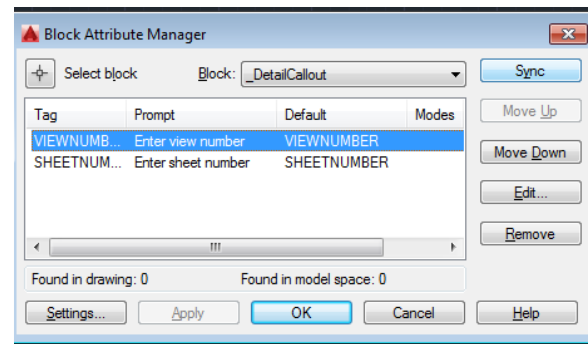 Block Attribute Manager
Select block Block: _DetailCallout Sync
Tag Prompt Default Modes Move Up
VIEWNUMB... Enter view number VIEWNUMBER
SHEETNUM... Enter sheet number SHEETNUMBER Move Down
Edit...
Remove
Found in drawing: 0 Found in model space: 0
Settings... Apply OK Cancel Help